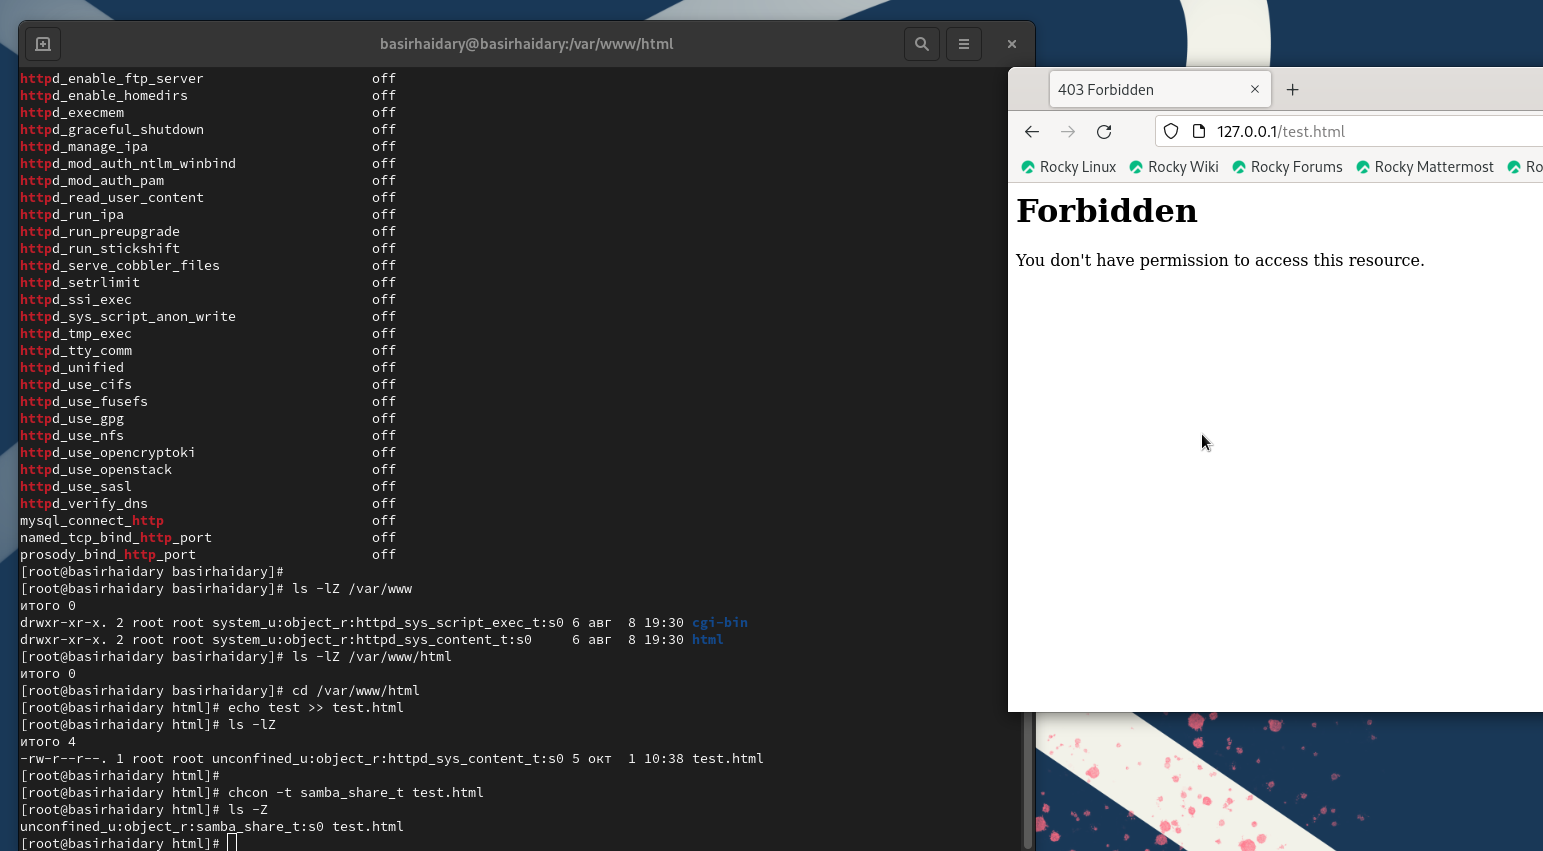 basirhaidary@basirhaidary:/var/www/html
httpd_enable_ftp_server off
httpd_enable_homedirs off
httpd_execmem off
httpd_graceful_shutdown off
httpd_manage_ipa off
httpd_mod_auth_ntlm_winbind off
httpd_mod_auth_pam off
httpd_read_user_content off
httpd_run_ipa off
httpd_run_preupgrade off
httpd_run_stickshift off
httpd_serve_cobbler_files off
httpd_setrlimit off
httpd_ssi_exec off
httpd_sys_script_anon_write off
httpd_tmp_exec off
httpd_tty_comm off
httpd_unified off
httpd_use_cifs off
httpd_use_fusefs off
httpd_use_gpg off
httpd_use_nfs off
httpd_use_opencryptoki off
httpd_use_openstack off
httpd_use_sasl off
httpd_verify_dns off
mysql_connect_http off
named_tcp_bind_http_port off
prosody_bind_http_port off
[root@basirhaidary basirhaidary]#
[root@basirhaidary basirhaidary]# ls -lZ /var/www
итого 0
drwxr-xr-x. 2 root root system_u:object_r:httpd_sys_script_exec_t:s0 6 авг 8 19:30 cgi-bin
drwxr-xr-x. 2 root root system_u:object_r:httpd_sys_content_t:s0 6 авг 8 19:30 html
[root@basirhaidary basirhaidary]# ls -lZ /var/www/html
итого 0
[root@basirhaidary basirhaidary]# cd /var/www/html
[root@basirhaidary html]# echo test >> test.html
[root@basirhaidary html]# ls -lZ
итого 4
-rw-r--r--. 1 root root unconfined_u:object_r:httpd_sys_content_t:s0 5 окт 1 10:38 test.html
[root@basirhaidary html]#
[root@basirhaidary html]# chcon -t samba_share_t test.html
[root@basirhaidary html]# ls -Z
unconfined_u:object_r:samba_share_t:s0 test.html
[root@basirhaidary html]#
403 Forbidden
127.0.0.1/test.html
Rocky Linux Rocky Wiki Rocky Forums Rocky Mattermost Ro
Forbidden
You don't have permission to access this resource.